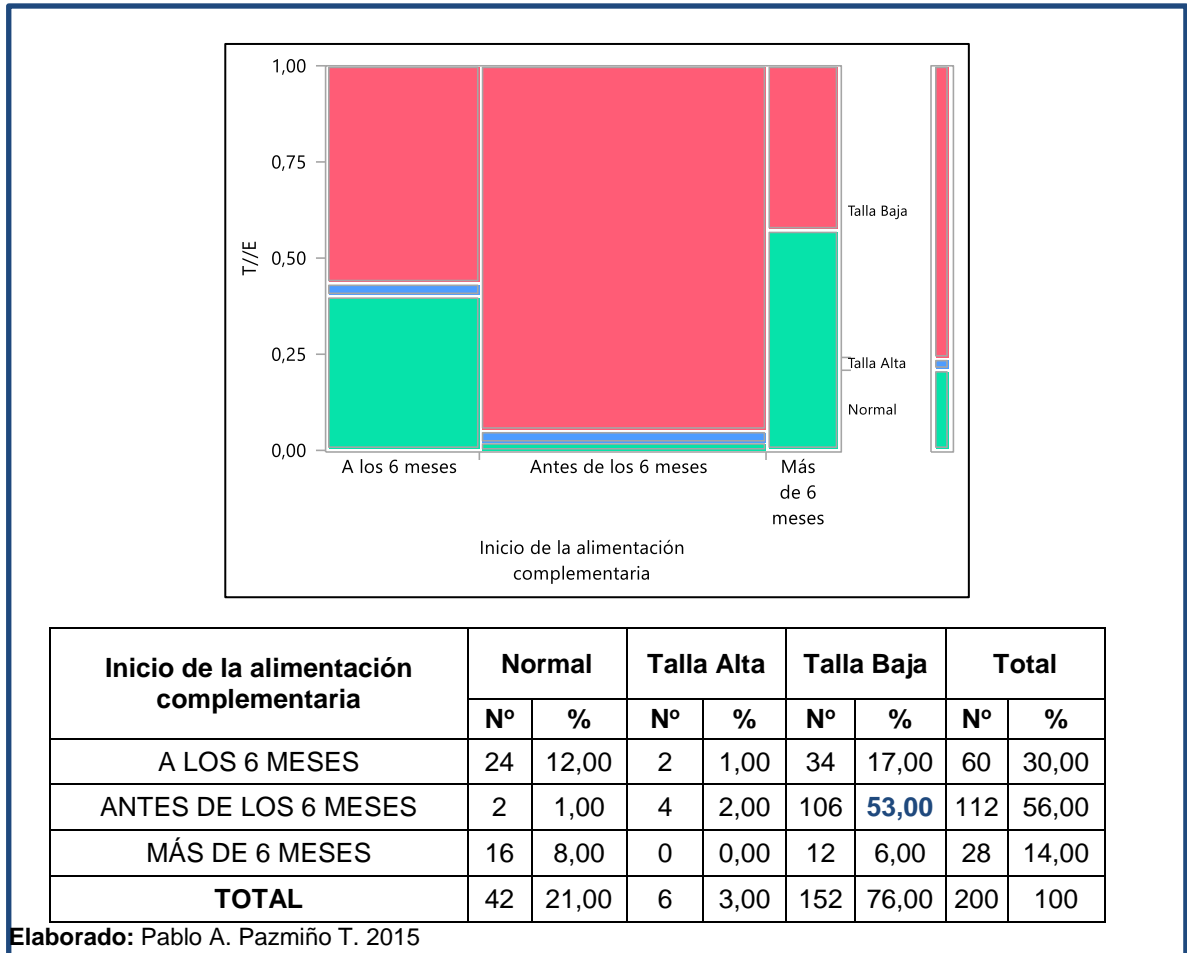 1,00
0,75
0,50
0,25
0,00
T//E
Talla Baja
Talla Alta
Normal
A los 6 meses
Antes de los 6 meses
Más
de 6
meses
Inicio de la alimentación
complementaria
Inicio de la alimentación
complementaria
Normal Talla Alta Talla Baja Total
Nº % Nº % Nº % Nº %
A LOS 6 MESES 24 12,00 2 1,00 34 17,00 60 30,00
ANTES DE LOS 6 MESES 2 1,00 4 2,00 106 53,00 112 56,00
MÁS DE 6 MESES 16 8,00 0 0,00 12 6,00 28 14,00
TOTAL 42 21,00 6 3,00 152 76,00 200 100
Elaborado: Pablo A. Pazmiño T. 2015